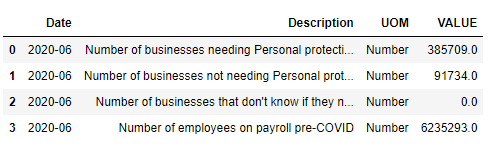 Date Description UOM VALUE
0 2020-06 Number of businesses needing Personal protecti... Number 385709.0
1 2020-06 Number of businesses not needing Personal prot... Number 91734.0
2 2020-06 Number of businesses that don't know if they n... Number 0.0
3 2020-06 Number of employees on payroll pre-COVID Number 6235293.0